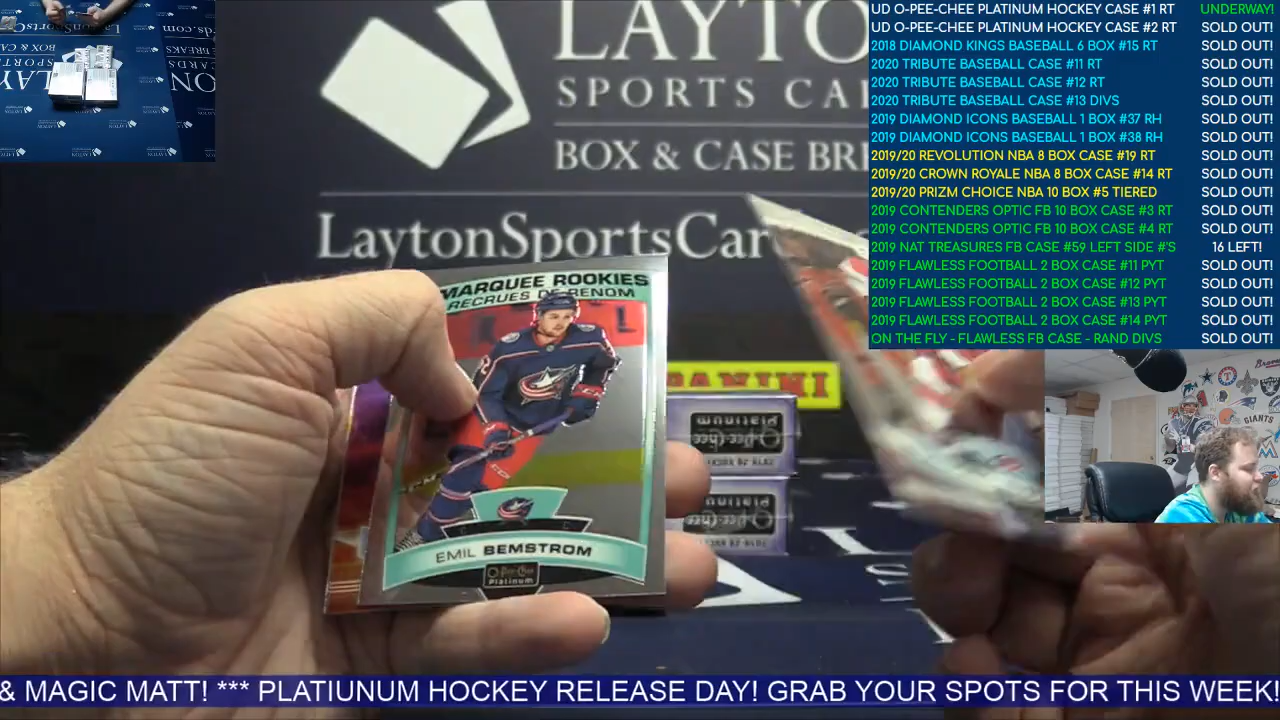 UD O-PEE-CHEE PLATINUM HOCKEY CASE #1 RT UNDERWAY!
UD O-PEE-CHEE PLATINUM HOCKEY CASE #2 RT SOLD OUT!
2018 DIAMOND KINGS BASEBALL 6 BOX #15 RT SOLD OUT!
2020 TRIBUTE BASEBALL CASE #11 RT SOLD OUT!
2020 TRIBUTE BASEBALL CASE #12 RT SOLD OUT!
2020 TRIBUTE BASEBALL CASE #13 DIVS SOLD OUT!
2019 DIAMOND ICONS BASEBALL 1 BOX #37 RH SOLD OUT!
2019 DIAMOND ICONS BASEBALL 1 BOX #38 RH SOLD OUT!
2019/20 REVOLUTION NBA 8 BOX CASE #19 RT SOLD OUT!
2019/20 CROWN ROYALE NBA 8 BOX CASE #14 RT SOLD OUT!
2019/20 PRIZM CHOICE NBA 10 BOX #5 TIERED SOLD OUT!
2019 CONTENDERS OPTIC FB 10 BOX CASE #3 RT SOLD OUT!
2019 CONTENDERS OPTIC FB 10 BOX CASE #4 RT SOLD OUT!
2019 NAT TREASURES FB CASE #59 LEFT SIDE #'S 16 LEFT!
2019 FLAWLESS FOOTBALL 2 BOX CASE #11 PYT SOLD OUT!
2019 FLAWLESS FOOTBALL 2 BOX CASE #12 PYT SOLD OUT!
2019 FLAWLESS FOOTBALL 2 BOX CASE #13 PYT SOLD OUT!
2019 FLAWLESS FOOTBALL 2 BOX CASE #14 PYT SOLD OUT!
ON THE FLY - FLAWLESS FB CASE - RAND DIVS SOLD OUT!
LAYTO
SPORTS CA
BOX & CASE BRE
LaytonSportsCar
MARQUEE ROOKIES
RECRUES DE RENOM
EMIL BEMSTROM
O-Pee-Chee
Platinum
PANINI
O-Pee-Chee
Platinum
O-Pee-Chee
Platinum
GIANTS
& MAGIC MATT! *** PLATIUNUM HOCKEY RELEASE DAY! GRAB YOUR SPOTS FOR THIS WEEK!